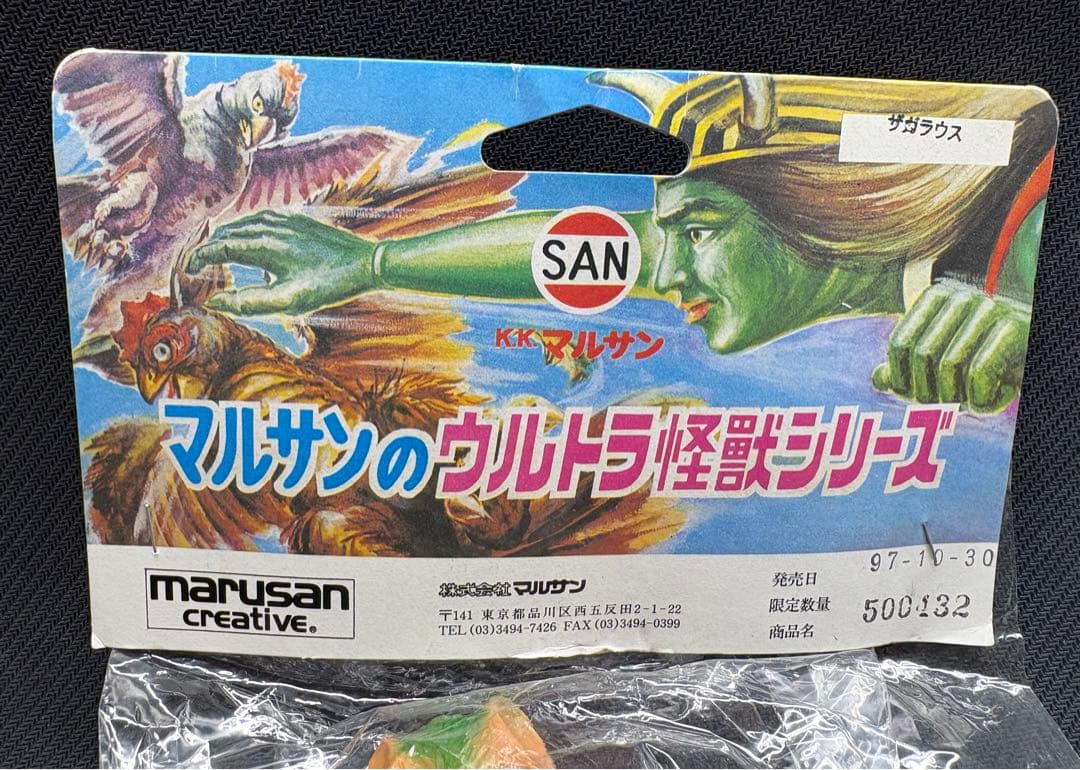 ザガラウス
SAN
K.K. マルサン
マルサンのウルトラ怪獣シリーズ
marusan
creative®
株式会社 マルサン
〒141 東京都品川区西五反田2-1-22
TEL (03)3494-7426 FAX (03)3494-0399
発売日 97-10-30
限定数量 500432
商品名